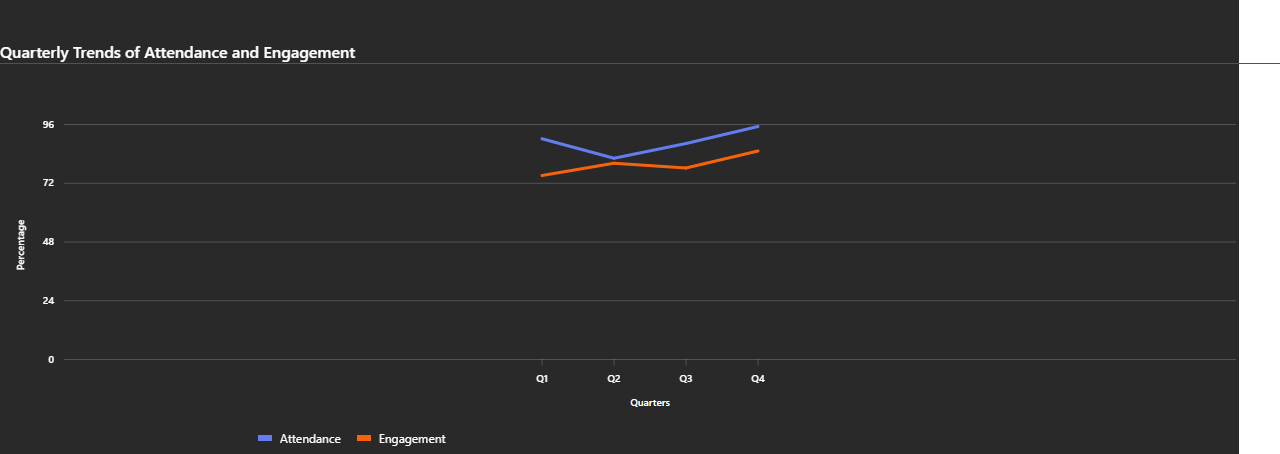 Quarterly Trends of Attendance and Engagement
96
72
48
24
0
Percentage
Q1 Q2 Q3 Q4
Quarters
Attendance Engagement